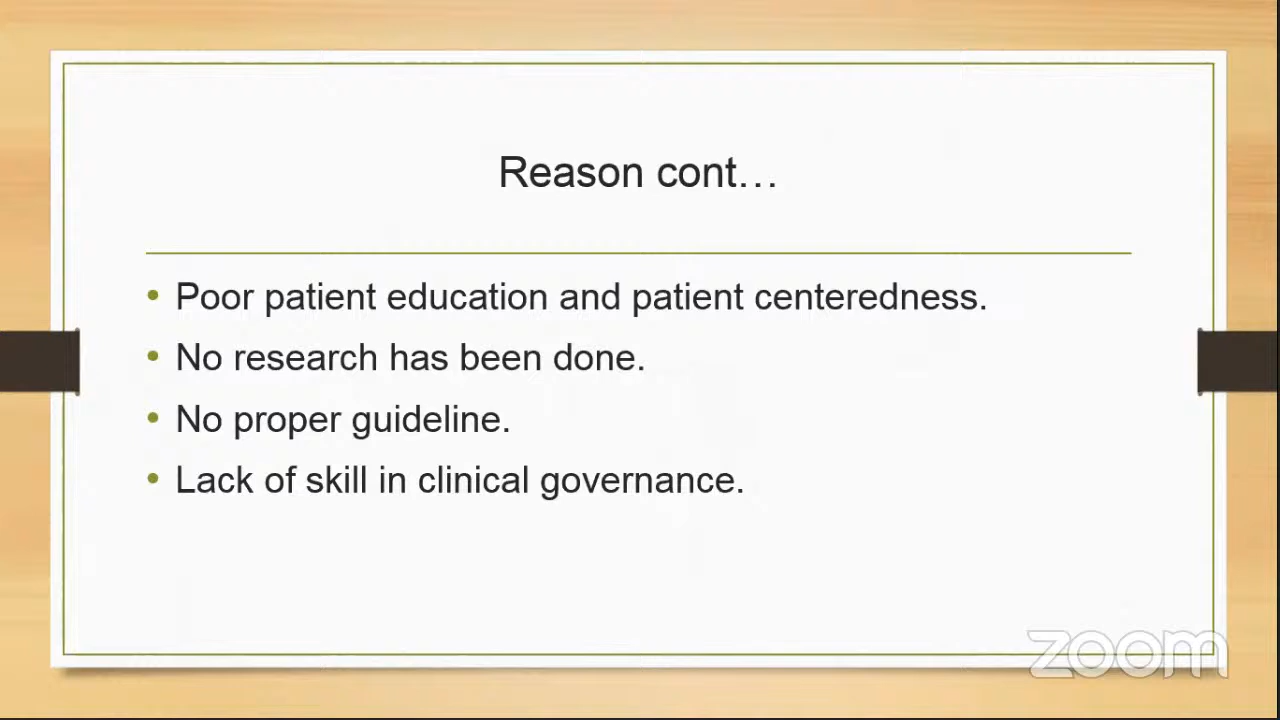 Reason cont…
• Poor patient education and patient centeredness.
• No research has been done.
• No proper guideline.
• Lack of skill in clinical governance.
zoom